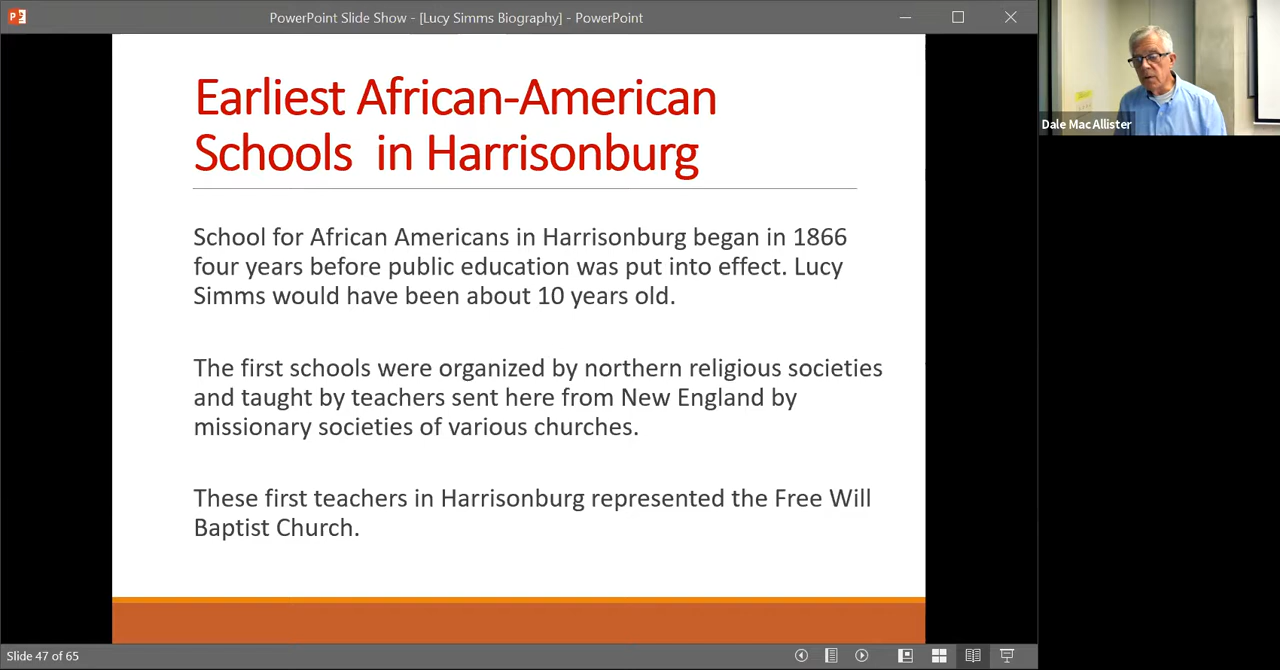 PowerPoint Slide Show - [Lucy Simms Biography] - PowerPoint
Earliest African-American
Schools in Harrisonburg
School for African Americans in Harrisonburg began in 1866
four years before public education was put into effect. Lucy
Simms would have been about 10 years old.
The first schools were organized by northern religious societies
and taught by teachers sent here from New England by
missionary societies of various churches.
These first teachers in Harrisonburg represented the Free Will
Baptist Church.
Dale Mac Allister
Slide 47 of 65